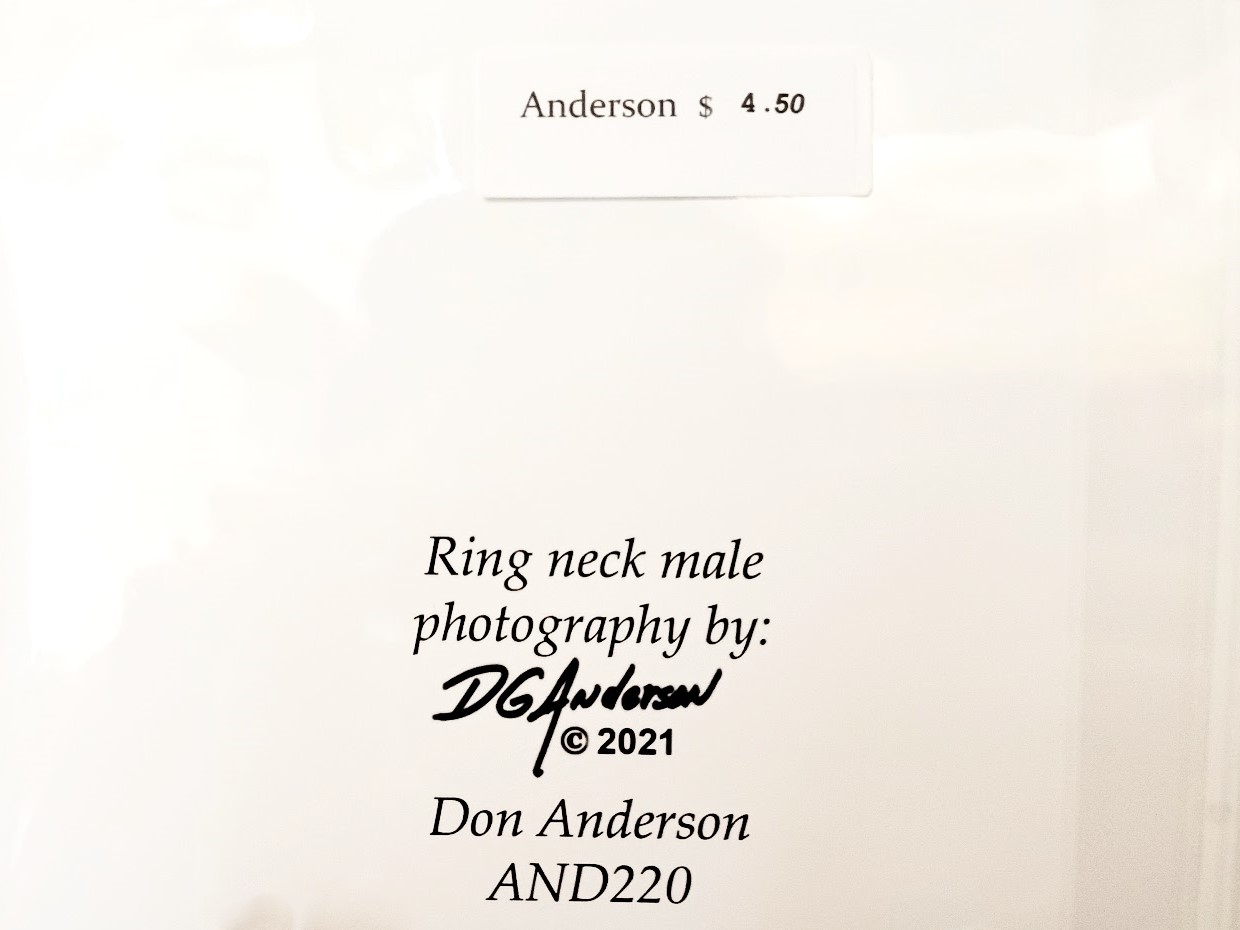 Anderson $ 4.50
Ring neck male
photography by:
DGAnderson
© 2021
Don Anderson
AND220